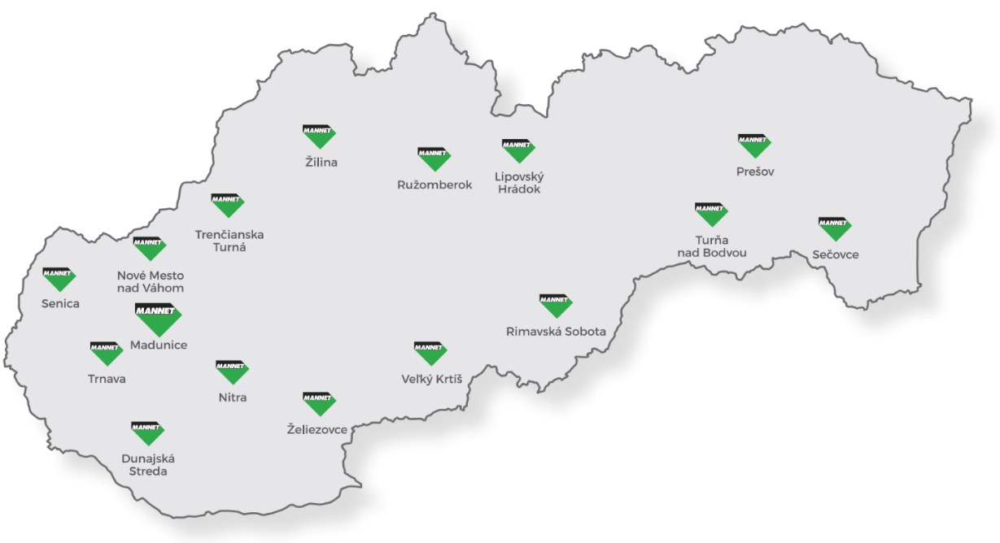 MANNET
Žilina
MANNET
Ružomberok
MANNET
Lipovský
Hrádok
MANNET
Prešov
MANNET
Trenčianska
Turná
MANNET
Turňa
nad Bodvou
MANNET
Sečovce
MANNET
Nové Mesto
nad Váhom
MANNET
Senica
MANNET
Madunice
MANNET
Rimavská Sobota
MANNET
Trnava
MANNET
Nitra
MANNET
Veľký Krtíš
MANNET
Želiezovce
MANNET
Dunajská
Streda